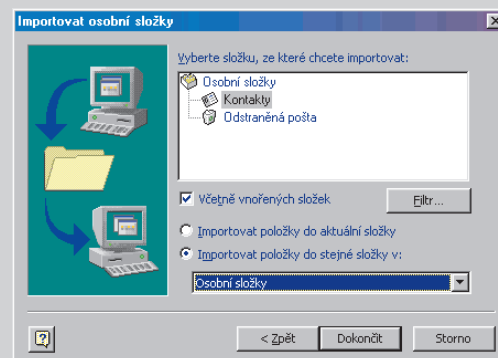 Importovat osobní složky
Vyberte složku, ze které chcete importovat:
Osobní složky
Kontakty
Odstraněná pošta
Včetně vnořených složek
Filtr...
Importovat položky do aktuální složky
Importovat položky do stejné složky v:
Osobní složky
< Zpět
Dokončit
Storno